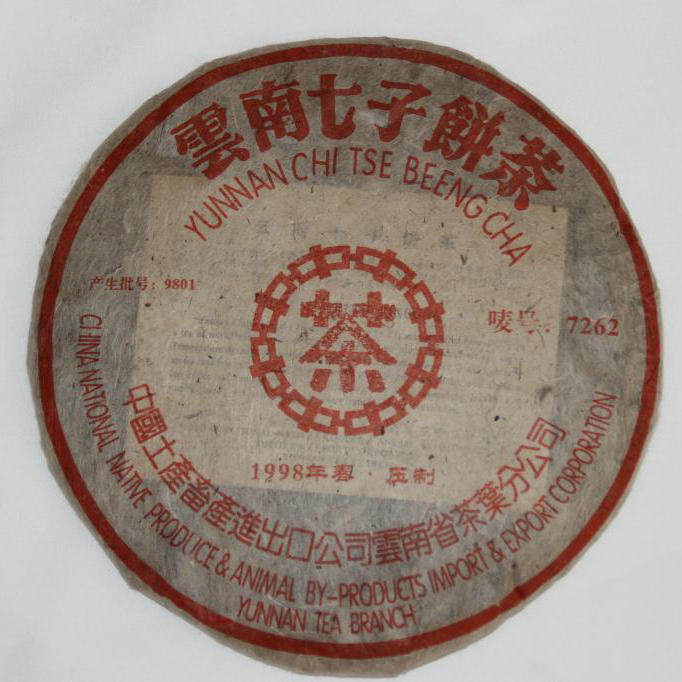 雲南七子餅茶
YUNNAN CHI TSE BEENG CHA
产生批号：9801
唛号：7262
茶
1998年春·压制
中國土產畜產進出口公司雲南省茶葉分公司
CHINA NATIONAL NATIVE PRODUCE & ANIMAL BY-PRODUCTS IMPORT & EXPORT CORPORATION
YUNNAN TEA BRANCH